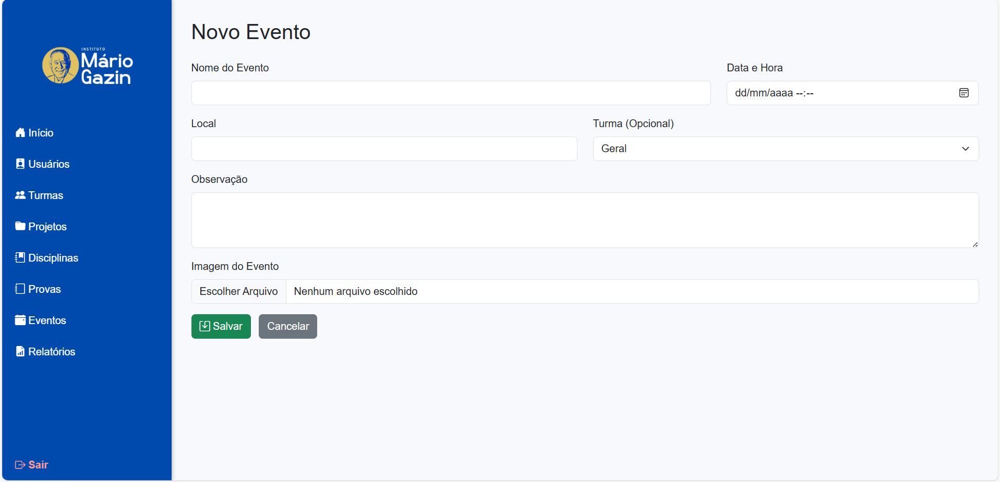 INSTITUTO
Mário
Gazin
Início
Usuários
Turmas
Projetos
Disciplinas
Provas
Eventos
Relatórios
Sair
Novo Evento
Nome do Evento
Data e Hora
dd/mm/aaaa --:--
Local
Turma (Opcional)
Geral
Observação
Imagem do Evento
Escolher Arquivo Nenhum arquivo escolhido
Salvar Cancelar